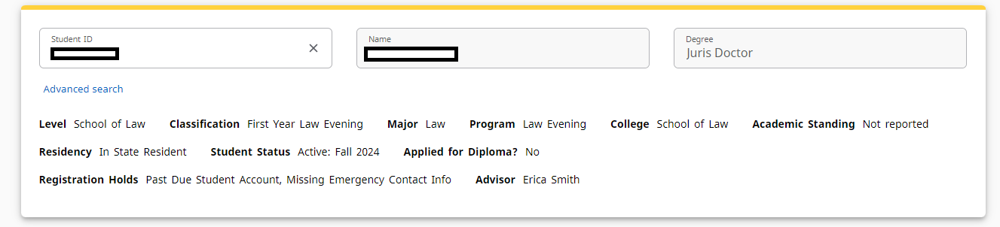 Student ID Name Degree
Juris Doctor
Advanced search
Level School of Law Classification First Year Law Evening Major Law Program Law Evening College School of Law Academic Standing Not reported
Residency In State Resident Student Status Active: Fall 2024 Applied for Diploma? No
Registration Holds Past Due Student Account, Missing Emergency Contact Info Advisor Erica Smith